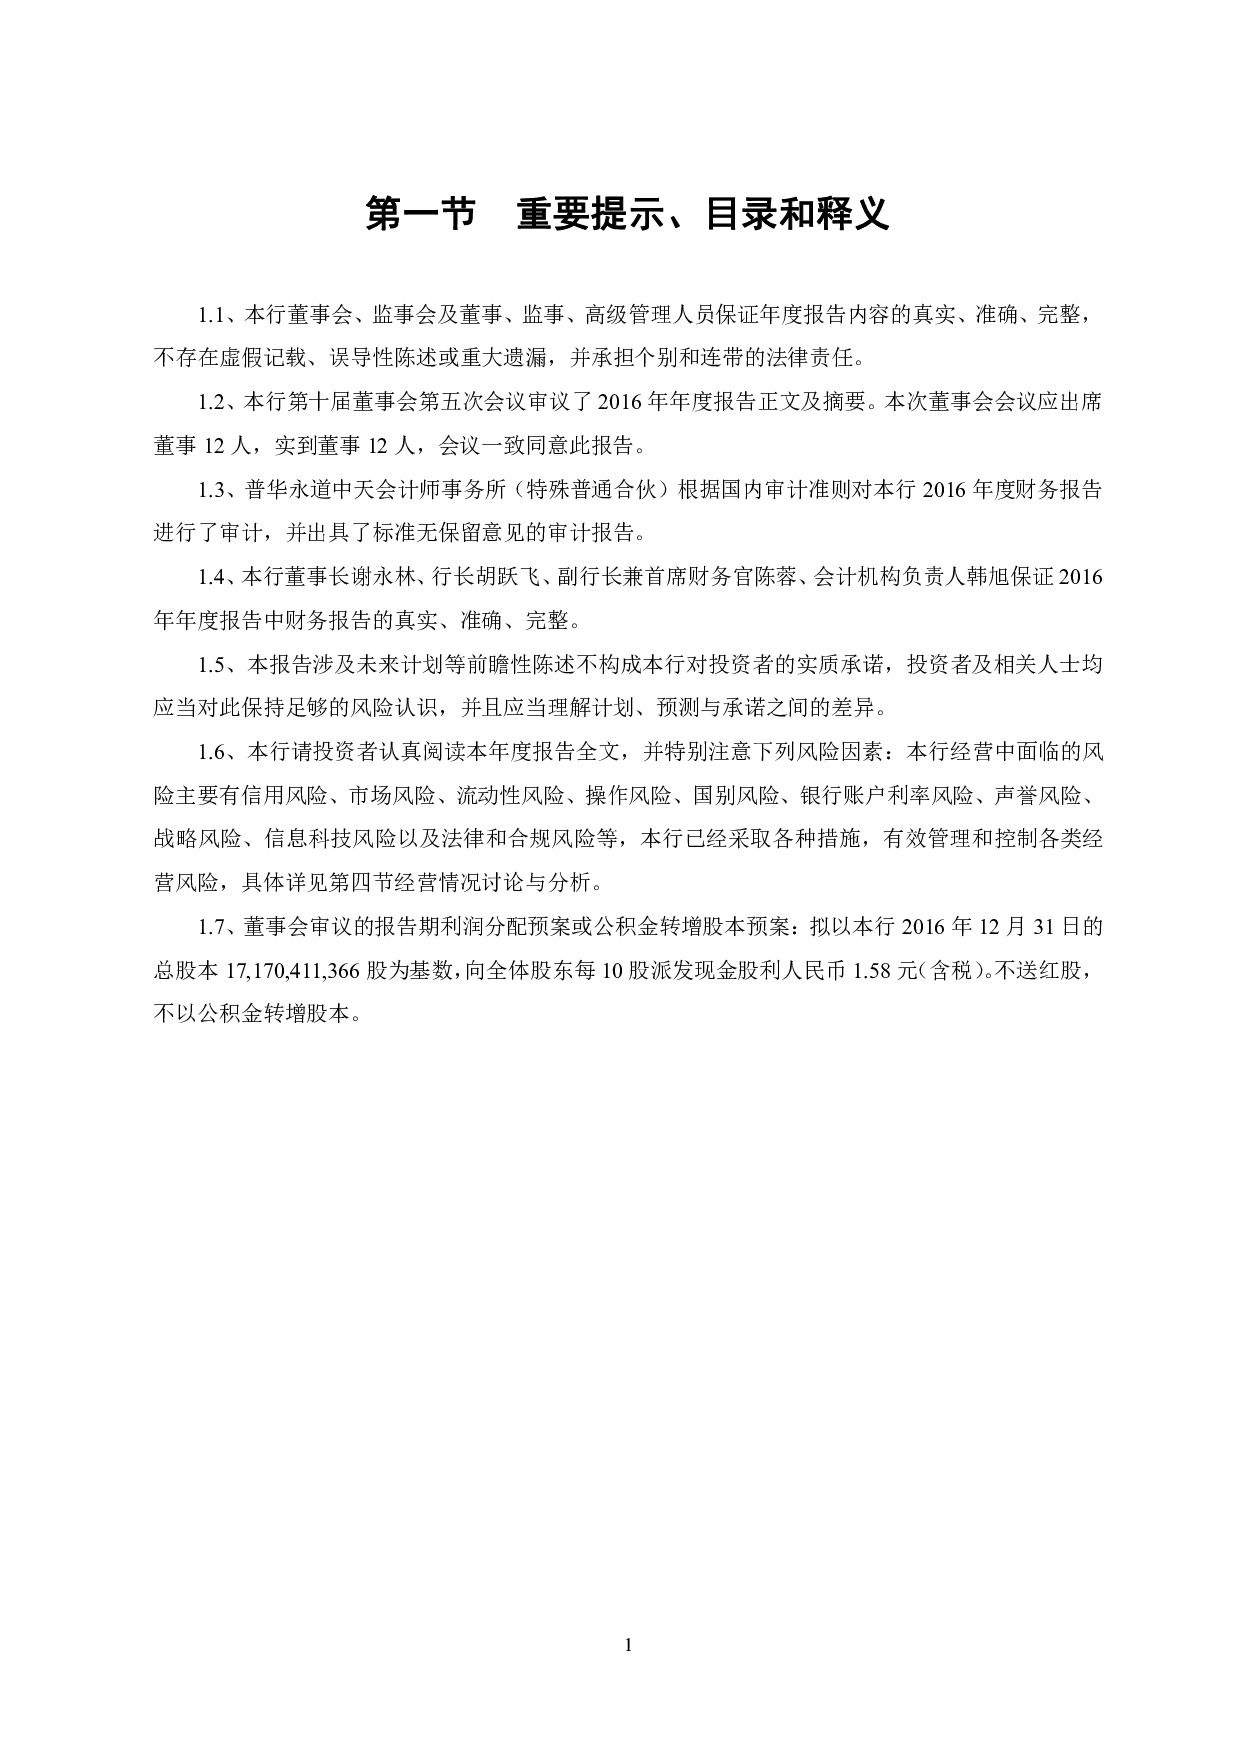 第一节　重要提示、目录和释义
1.1、本行董事会、监事会及董事、监事、高级管理人员保证年度报告内容的真实、准确、完整，
不存在虚假记载、误导性陈述或重大遗漏，并承担个别和连带的法律责任。
1.2、本行第十届董事会第五次会议审议了 2016 年年度报告正文及摘要。本次董事会会议应出席
董事 12 人，实到董事 12 人，会议一致同意此报告。
1.3、普华永道中天会计师事务所（特殊普通合伙）根据国内审计准则对本行 2016 年度财务报告
进行了审计，并出具了标准无保留意见的审计报告。
1.4、本行董事长谢永林、行长胡跃飞、副行长兼首席财务官陈蓉、会计机构负责人韩旭保证 2016
年年度报告中财务报告的真实、准确、完整。
1.5、本报告涉及未来计划等前瞻性陈述不构成本行对投资者的实质承诺，投资者及相关人士均
应当对此保持足够的风险认识，并且应当理解计划、预测与承诺之间的差异。
1.6、本行请投资者认真阅读本年度报告全文，并特别注意下列风险因素：本行经营中面临的风
险主要有信用风险、市场风险、流动性风险、操作风险、国别风险、银行账户利率风险、声誉风险、
战略风险、信息科技风险以及法律和合规风险等，本行已经采取各种措施，有效管理和控制各类经
营风险，具体详见第四节经营情况讨论与分析。
1.7、董事会审议的报告期利润分配预案或公积金转增股本预案：拟以本行 2016 年 12 月 31 日的
总股本 17,170,411,366 股为基数，向全体股东每 10 股派发现金股利人民币 1.58 元（含税）。不送红股，
不以公积金转增股本。
1